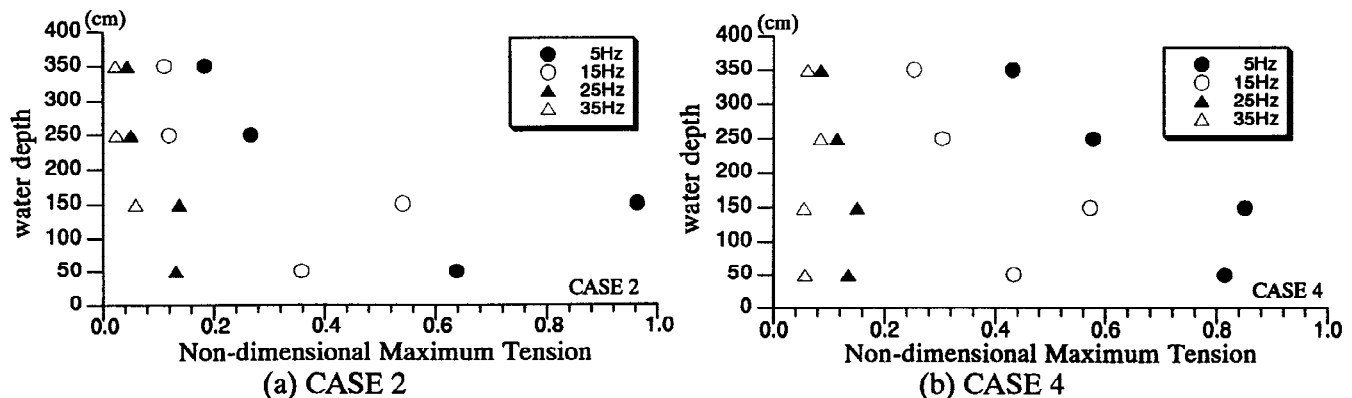 (cm)
400
350
300
250
200
150
100
50
0
water depth
5Hz
15Hz
25Hz
35Hz
CASE 2
0.0 0.2 0.4 0.6 0.8 1.0
Non-dimensional Maximum Tension
(a) CASE 2
(cm)
400
350
300
250
200
150
100
50
0
water depth
5Hz
15Hz
25Hz
35Hz
CASE 4
0.0 0.2 0.4 0.6 0.8 1.0
Non-dimensional Maximum Tension
(b) CASE 4